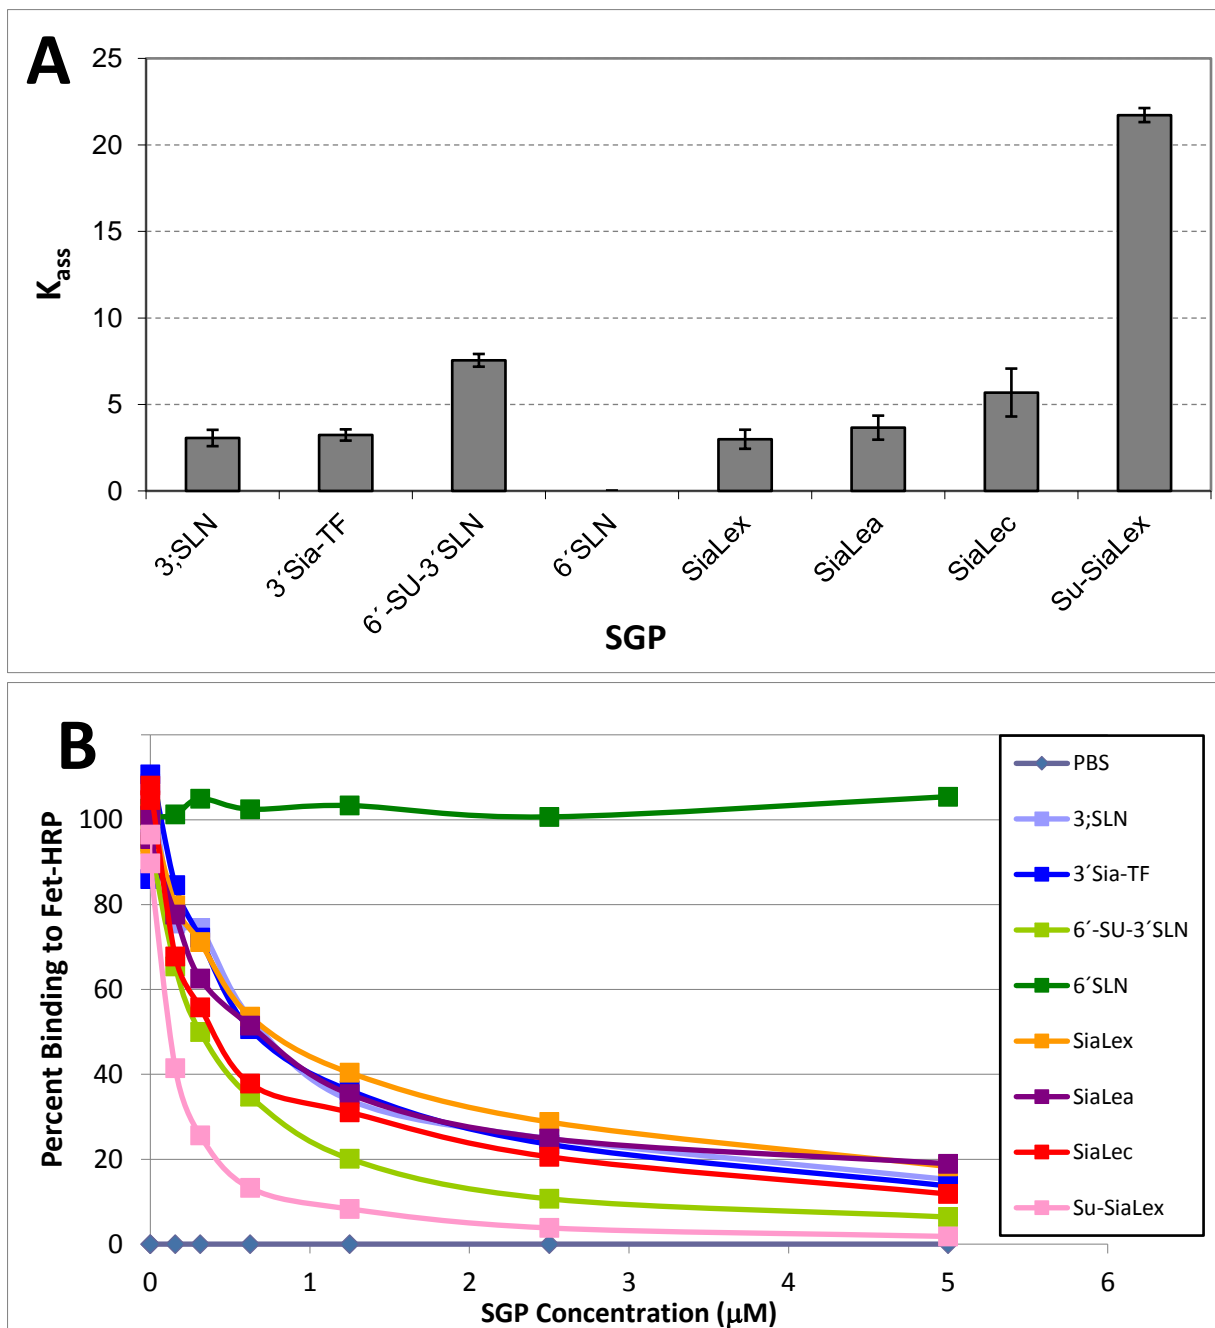 A
25
20
15
10
5
0
K_ass
3;SLN
3´Sia-TF
6´-SU-3´SLN
6´SLN
SiaLex
SiaLea
SiaLec
Su-SiaLex
SGP
B
100
80
60
40
20
0
Percent Binding to Fet-HRP
0 1 2 3 4 5 6
SGP Concentration (µM)
PBS
3;SLN
3´Sia-TF
6´-SU-3´SLN
6´SLN
SiaLex
SiaLea
SiaLec
Su-SiaLex